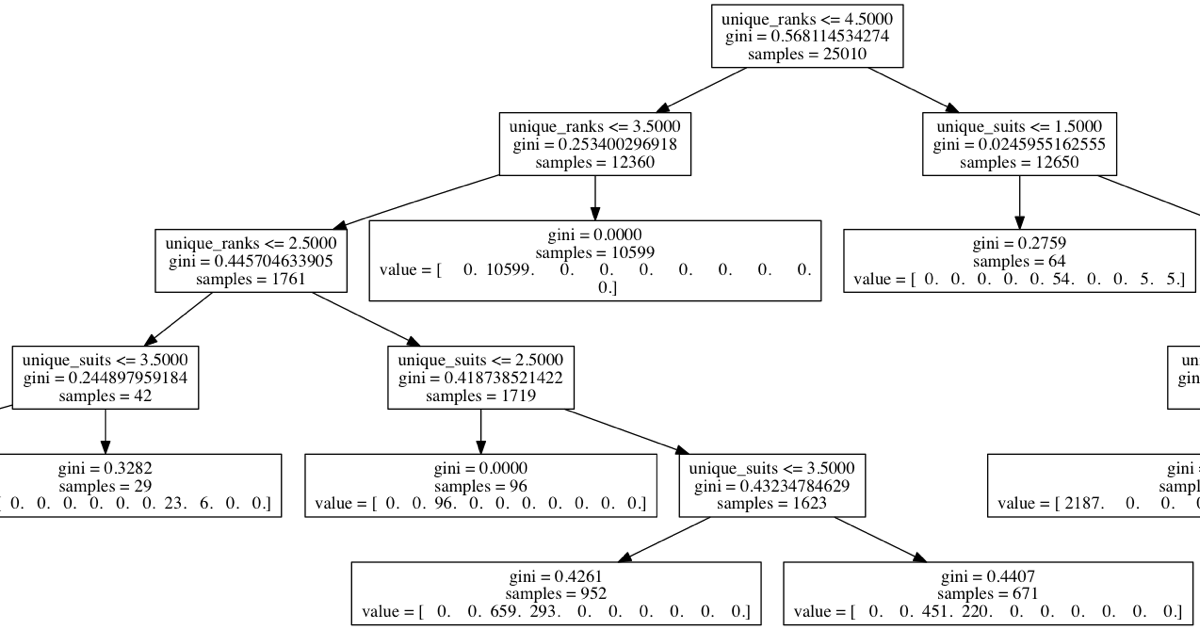 unique_ranks <= 4.5000
gini = 0.568114534274
samples = 25010
unique_ranks <= 3.5000
gini = 0.253400296918
samples = 12360
unique_suits <= 1.5000
gini = 0.0245955162555
samples = 12650
unique_ranks <= 2.5000
gini = 0.445704633905
samples = 1761
gini = 0.0000
samples = 10599
value = [ 0. 10599. 0. 0. 0. 0. 0. 0. 0.
0.]
gini = 0.2759
samples = 64
value = [ 0. 0. 0. 0. 0. 54. 0. 0. 5. 5.]
unique_suits <= 3.5000
gini = 0.244897959184
samples = 42
unique_suits <= 2.5000
gini = 0.418738521422
samples = 1719
un
gin
gini = 0.3282
samples = 29
0. 0. 0. 0. 0. 0. 23. 6. 0. 0.]
gini = 0.0000
samples = 96
value = [ 0. 0. 96. 0. 0. 0. 0. 0. 0. 0.]
unique_suits <= 3.5000
gini = 0.43234784629
samples = 1623
gini
sampl
value = [ 2187. 0. 0.
gini = 0.4261
samples = 952
value = [ 0. 0. 659. 293. 0. 0. 0. 0. 0. 0.]
gini = 0.4407
samples = 671
value = [ 0. 0. 451. 220. 0. 0. 0. 0. 0. 0.]